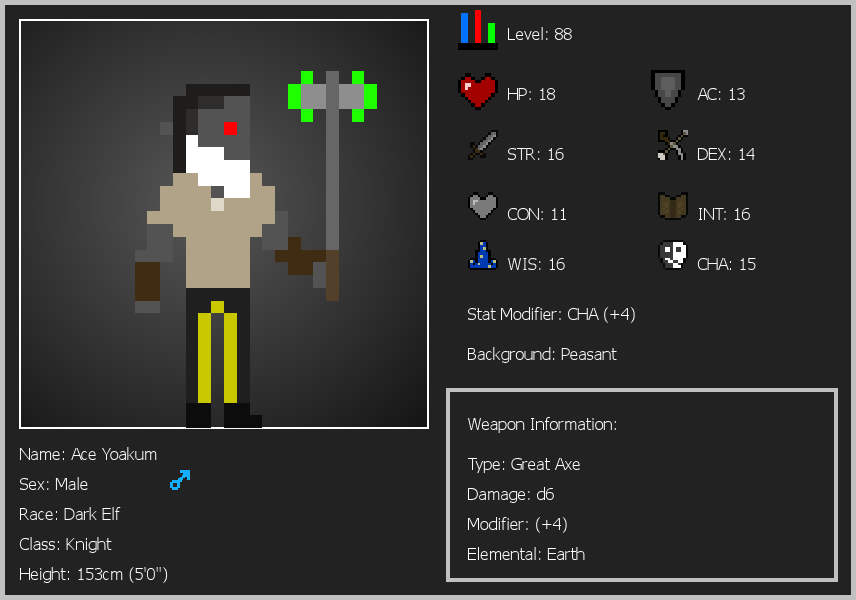 Level: 88
HP: 18
AC: 13
STR: 16
DEX: 14
CON: 11
INT: 16
WIS: 16
CHA: 15
Stat Modifier: CHA (+4)
Background: Peasant
Weapon Information:
Type: Great Axe
Damage: d6
Modifier: (+4)
Elemental: Earth
Name: Ace Yoakum
Sex: Male
Race: Dark Elf
Class: Knight
Height: 153cm (5'0")